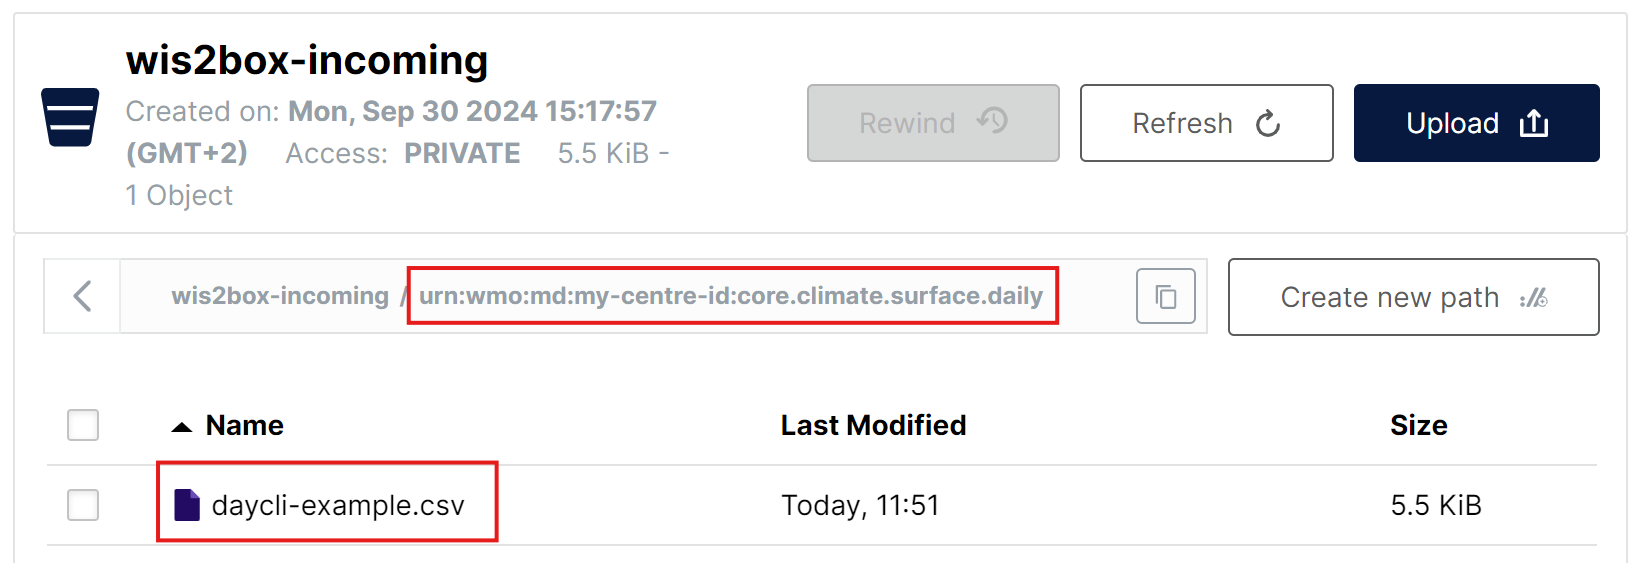 wis2box-incoming
Created on: Mon, Sep 30 2024 15:17:57
(GMT+2) Access: PRIVATE 5.5 KiB -
1 Object
Rewind
Refresh
Upload
wis2box-incoming / urn:wmo:md:my-centre-id:core.climate.surface.daily
Create new path
Name Last Modified Size
daycli-example.csv Today, 11:51 5.5 KiB